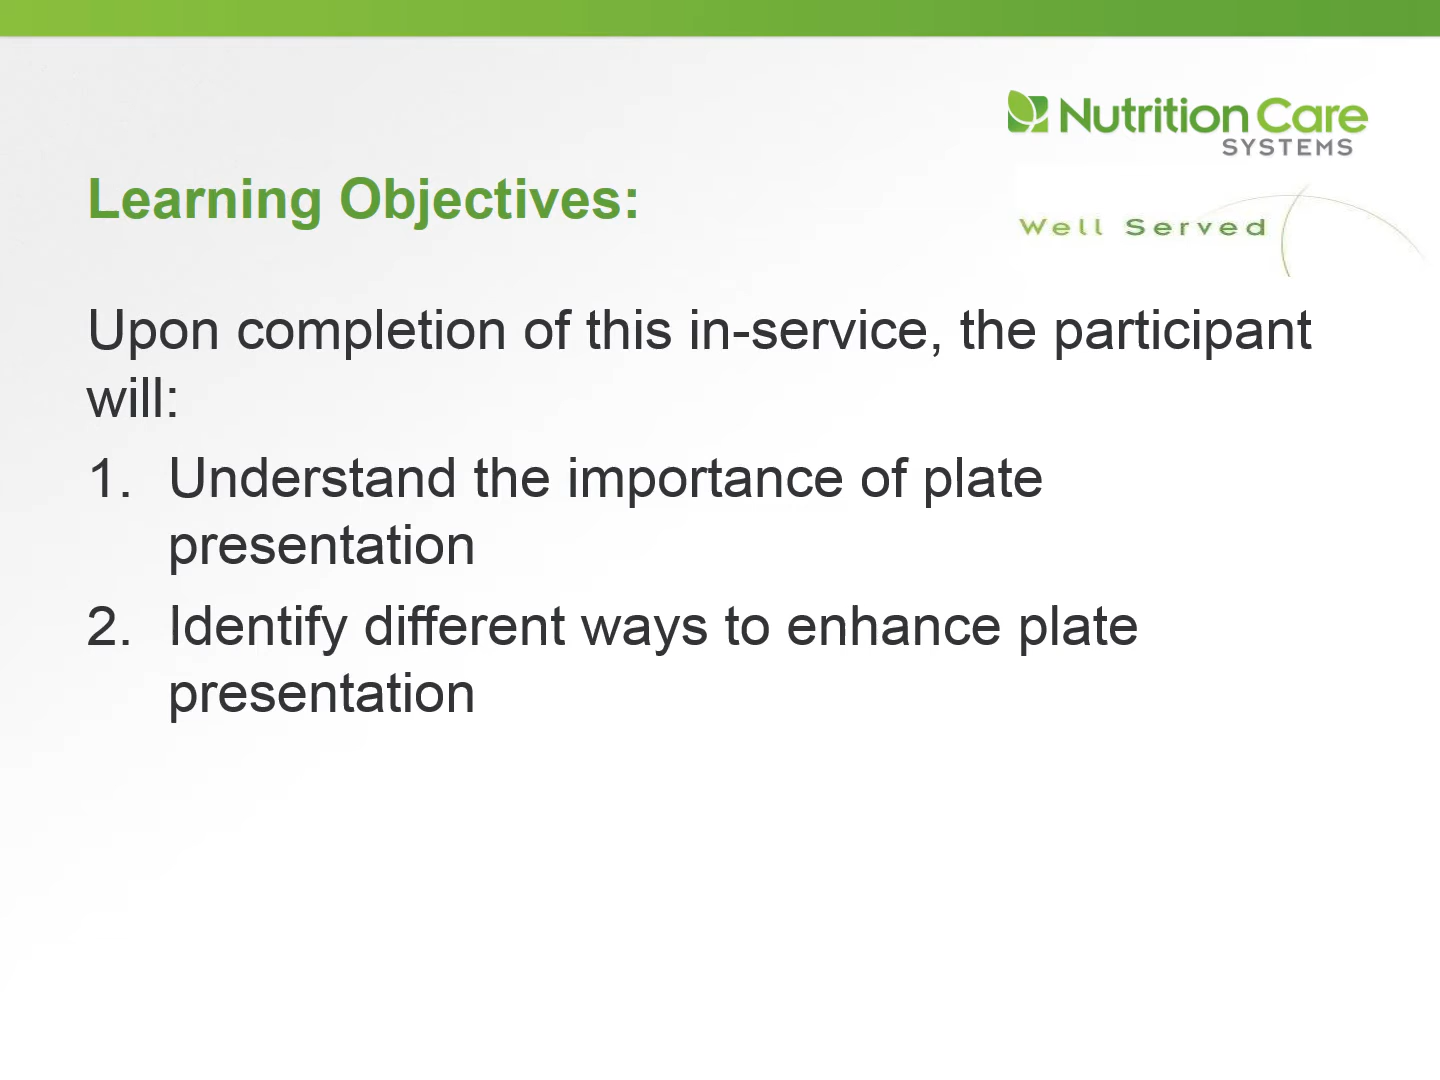 Nutrition Care
SYSTEMS
Learning Objectives:
Well Served
Upon completion of this in-service, the participant
will:
1. Understand the importance of plate
presentation
2. Identify different ways to enhance plate
presentation